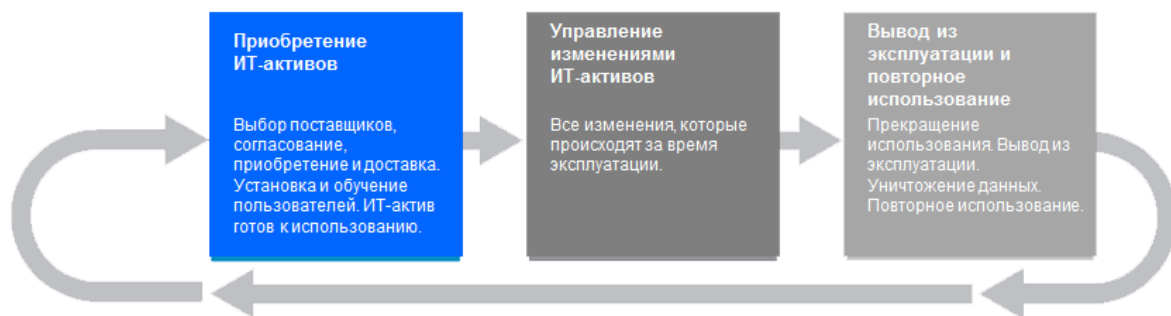 Приобретение
ИТ-активов
Выбор поставщиков,
согласование,
приобретение и доставка.
Установка и обучение
пользователей. ИТ-актив
готов к использованию.
Управление
изменениями
ИТ-активов
Все изменения, которые
происходят за время
эксплуатации.
Вывод из
эксплуатации и
повторное
использование
Прекращение
использования. Вывод из
эксплуатации.
Уничтожение данных.
Повторное использование.